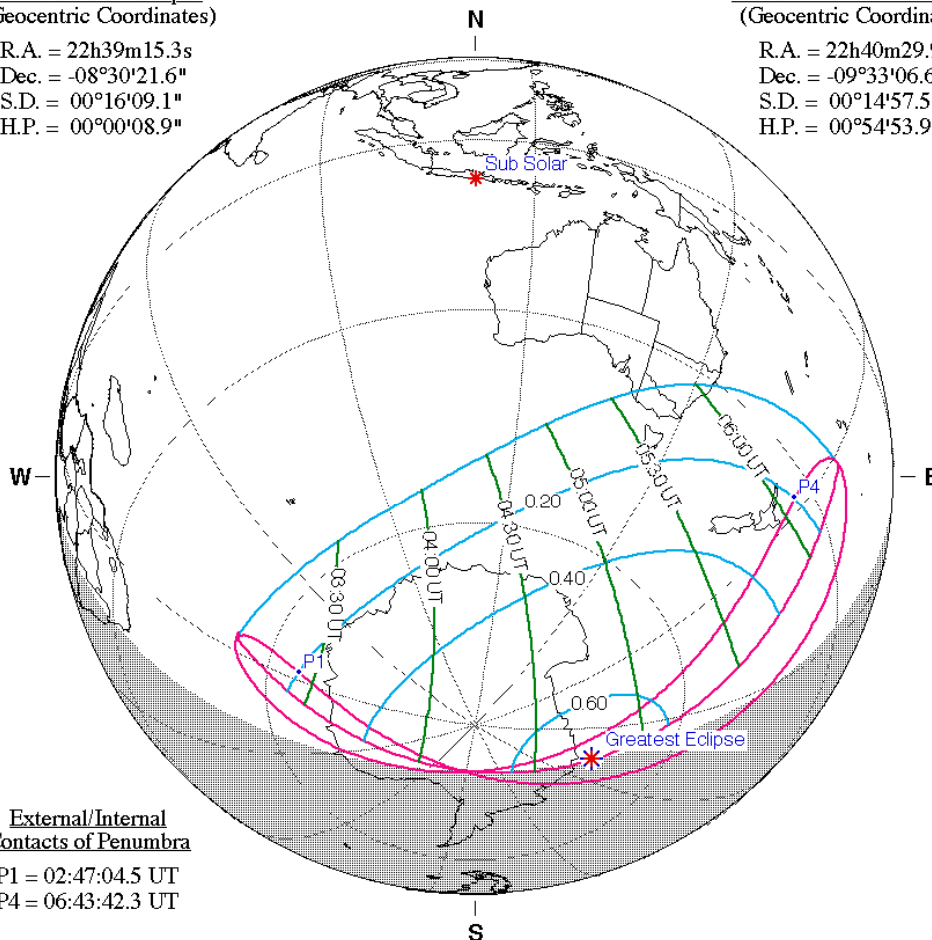 Geocentric Coordinates)
R.A. = 22h39m15.3s
Dec. = -08°30'21.6"
S.D. = 00°16'09.1"
H.P. = 00°00'08.9"
N
(Geocentric Coordina
R.A. = 22h40m29.9
Dec. = -09°33'06.6
S.D. = 00°14'57.5
H.P. = 00°54'53.9
Sub Solar
W
E
06:00 UT
05:30 UT
05:00 UT
04:30 UT
04:00 UT
03:30 UT
0.20
0.40
0.60
P4
P1
Greatest Eclipse
External/Internal
Contacts of Penumbra
P1 = 02:47:04.5 UT
P4 = 06:43:42.3 UT
S